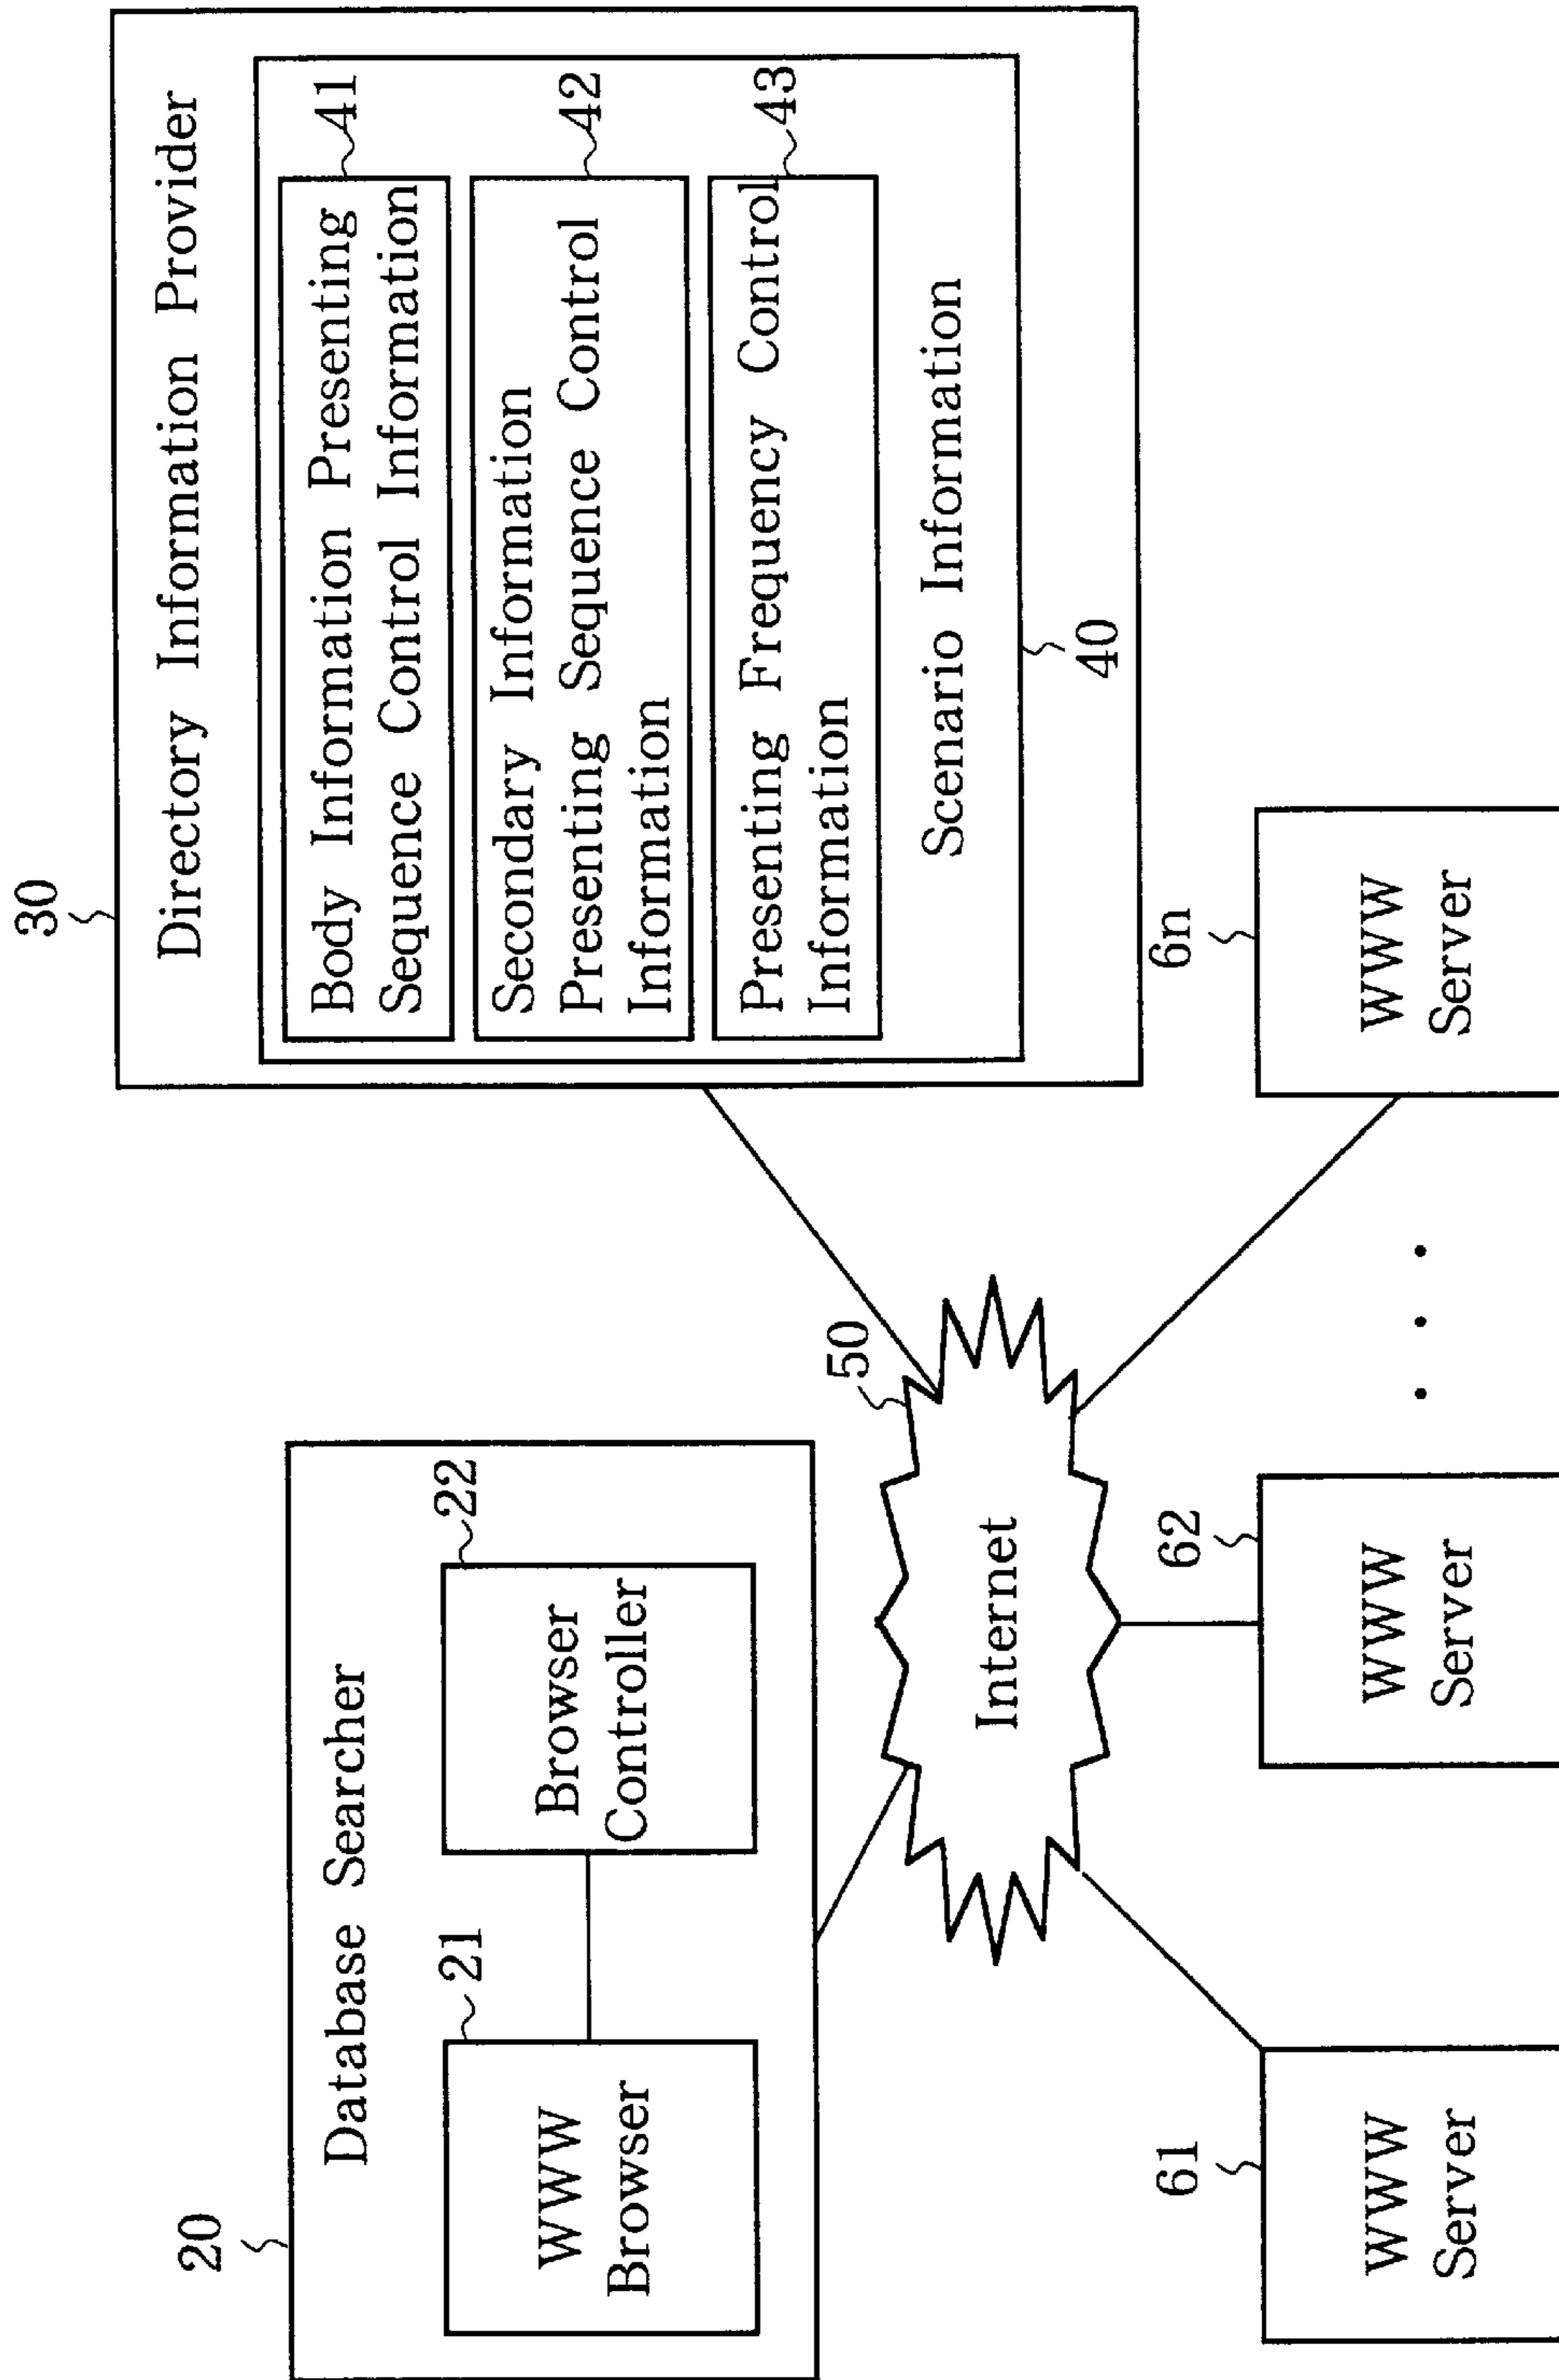 20
Database Searcher
21
WWW
Browser
22
Browser
Controller
30
Directory Information Provider
41
Body Information Presenting
Sequence Control Information
42
Secondary Information
Presenting Sequence Control
Information
43
Presenting Frequency Control
Information
Scenario Information
40
50
Internet
61
WWW
Server
62
WWW
Server
. . .
6n
WWW
Server